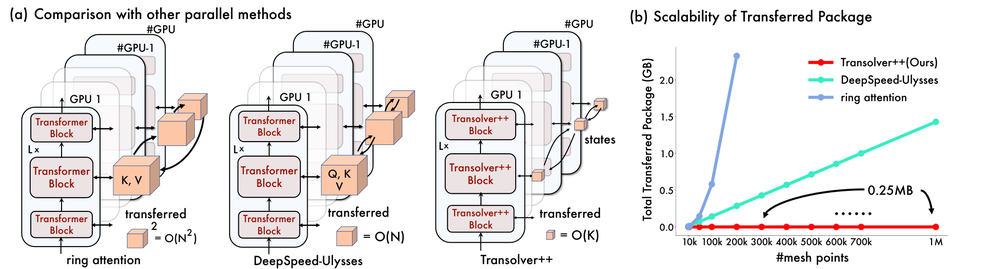 (a) Comparison with other parallel methods
#GPU
#GPU-1
GPU 1
Transformer
Block
L×
Transformer
Block
K, V
Transformer
Block
transferred
2
= O(N²)
ring attention
#GPU
#GPU-1
GPU 1
Transformer
Block
L×
Transformer
Block
Q, K
V
Transformer
Block
transferred
= O(N)
DeepSpeed-Ulysses
#GPU
#GPU-1
GPU 1
Transolver++
Block
states
L×
Transolver++
Block
Transolver++
Block
transferred
= O(K)
Transolver++
(b) Scalability of Transferred Package
Total Transferred Package (GB)
2.0
1.5
1.0
0.5
0.0
Transolver++(Ours)
DeepSpeed-Ulysses
ring attention
0.25MB
......
10k 100k 200k 300k 400k 500k 600k 700k 1M
#mesh points